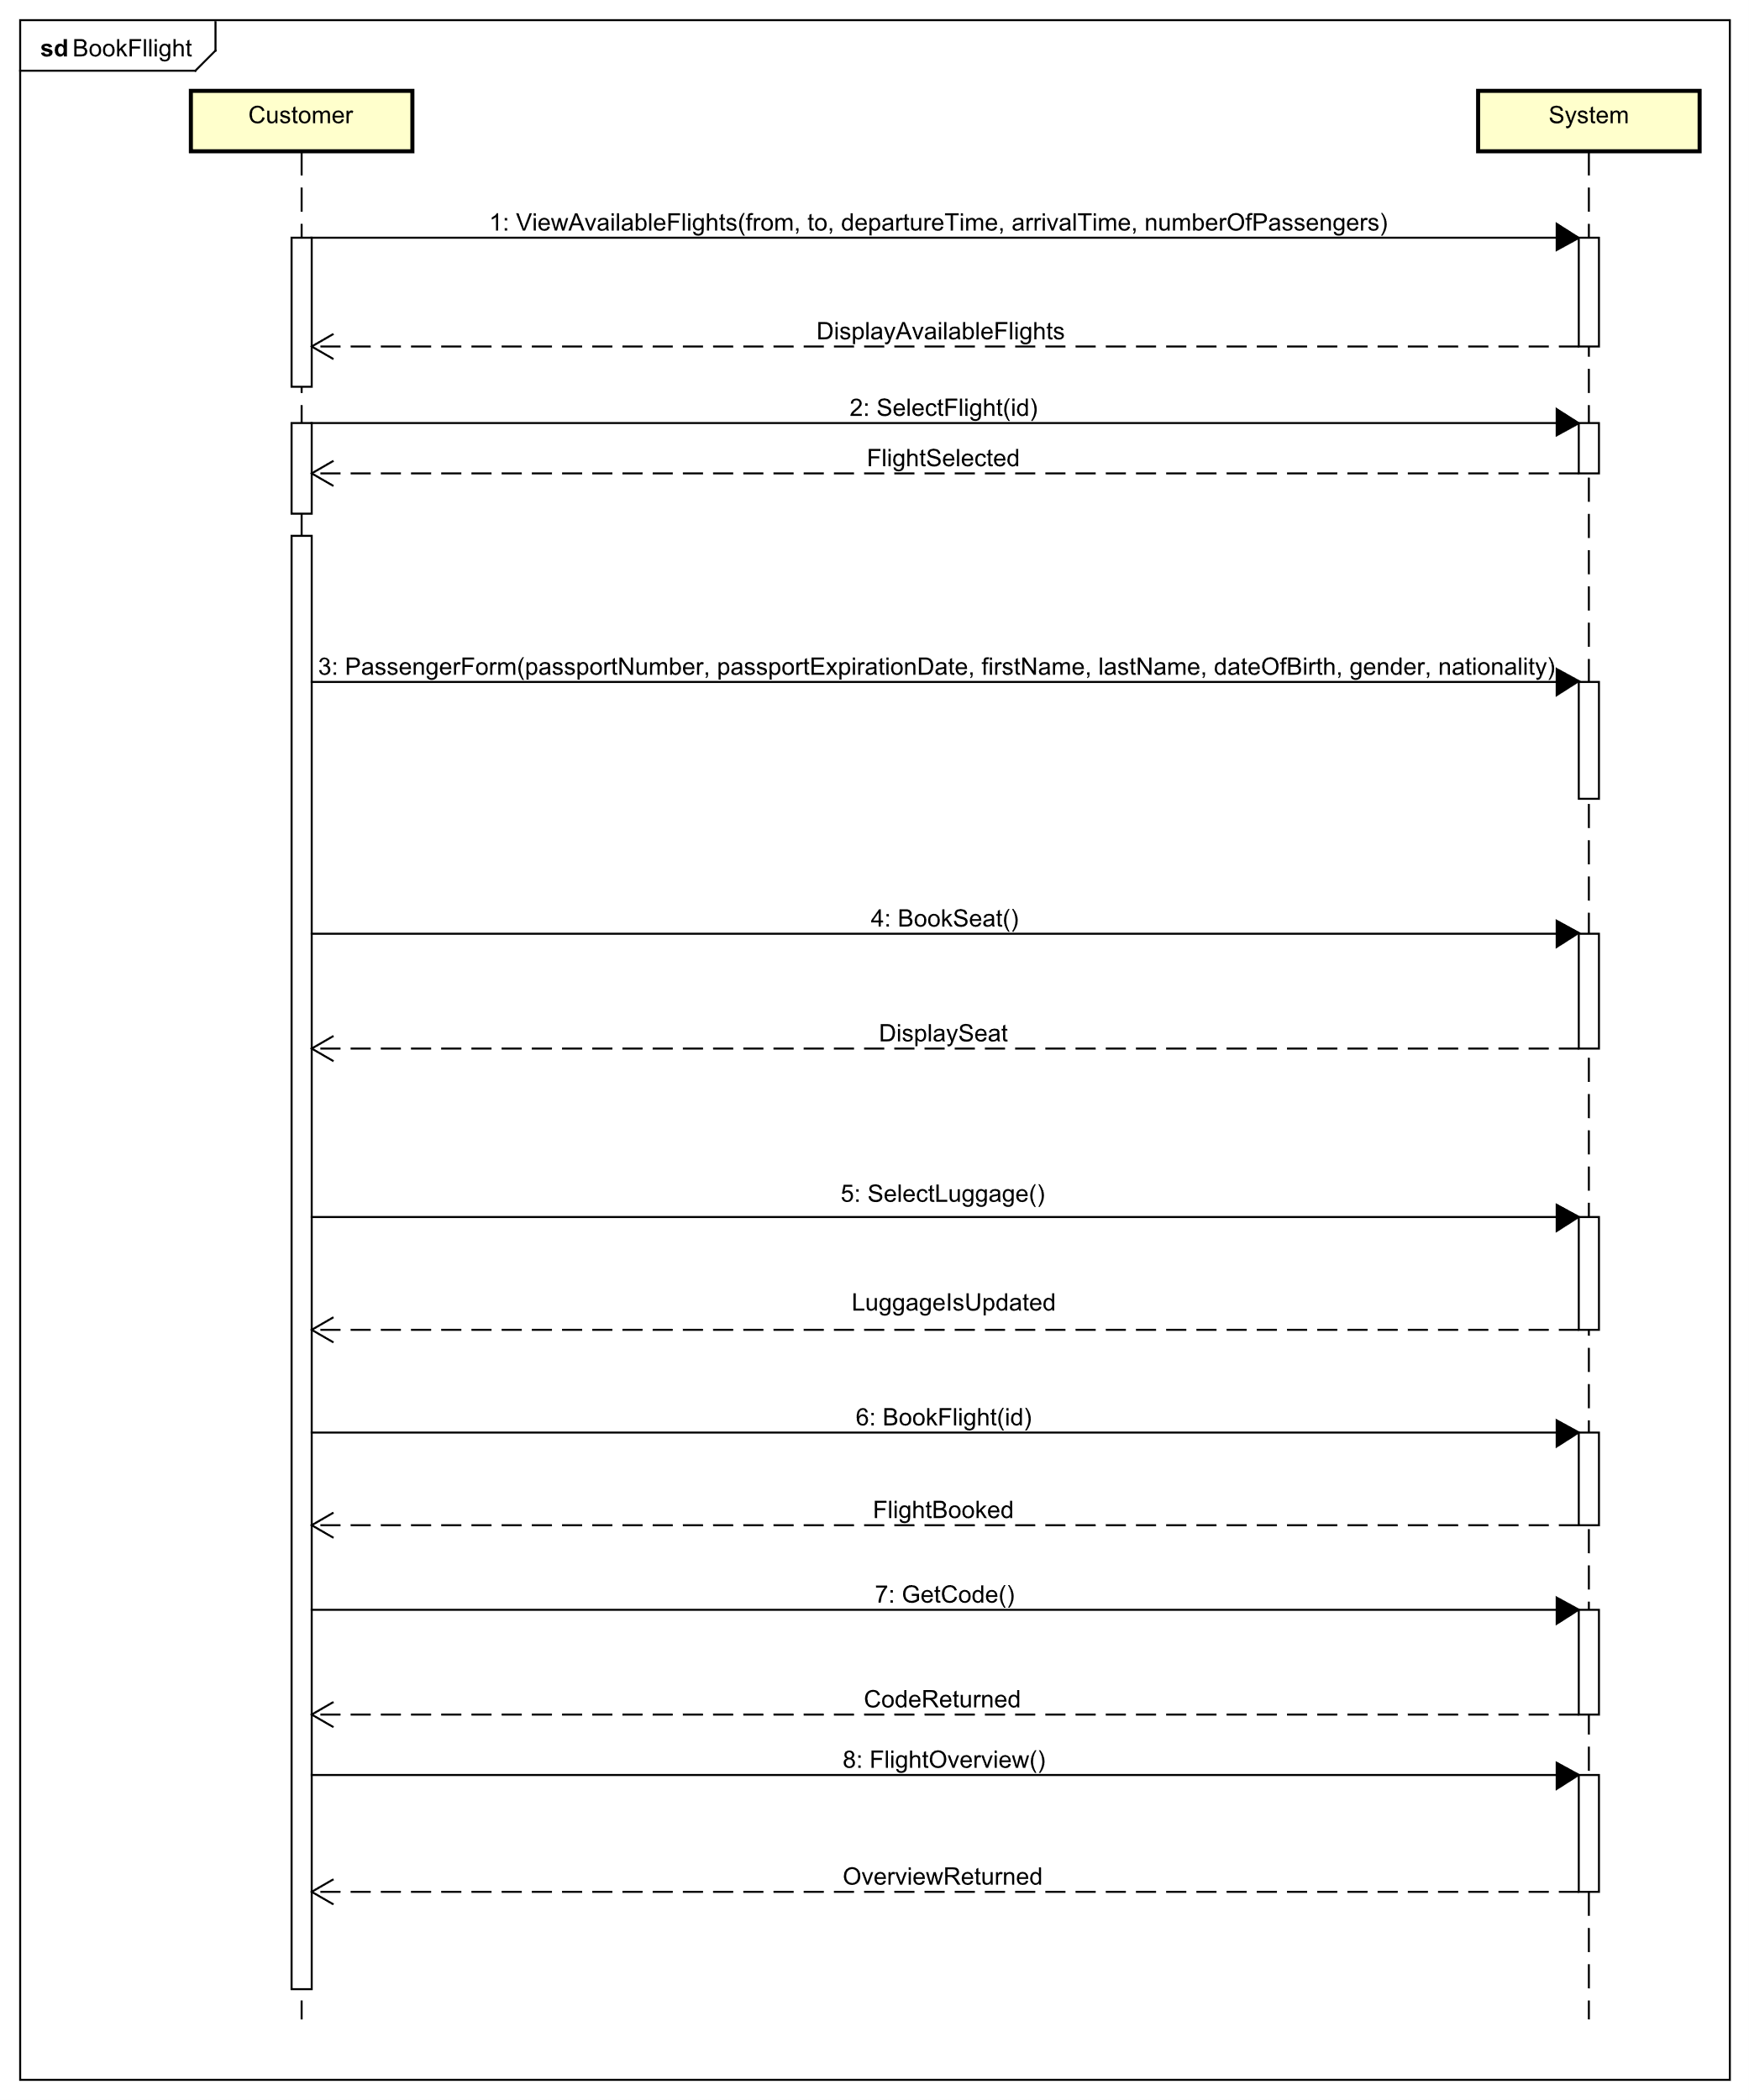 sd BookFllight
Customer
System
1: ViewAvailableFlights(from, to, departureTime, arrivalTime, numberOfPassengers)
DisplayAvailableFlights
2: SelectFlight(id)
FlightSelected
3: PassengerForm(passportNumber, passportExpirationDate, firstName, lastName, dateOfBirth, gender, nationality)
4: BookSeat()
DisplaySeat
5: SelectLuggage()
LuggageIsUpdated
6: BookFlight(id)
FlightBooked
7: GetCode()
CodeReturned
8: FlightOverview()
OverviewReturned